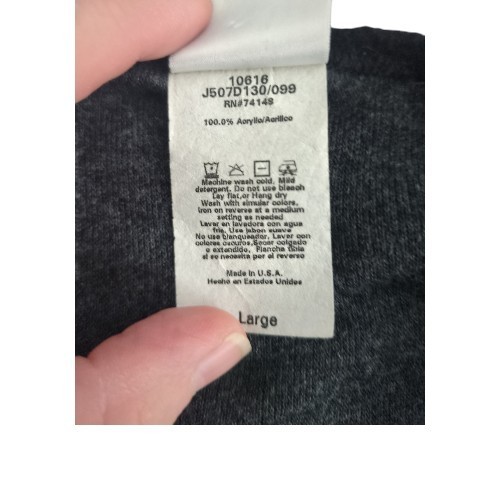 10616
J507D130/099
RN#74148
100.0% Acrylic/Acrilico
Machine wash cold. Mild
detergent. Do not use bleach
Lay flat,or Hang dry
Wash with simular colors.
Iron on reverse at a medium
setting as needed
Lavar en lavadora con agua
fria. Use jabon suave
No use blanqueador. Lavar con
colores oscuros.Secar colgado
o extendido. Plancha tibia
si se necesita por el reverso
Made in U.S.A.
Hecho en Estados Unidos
Large